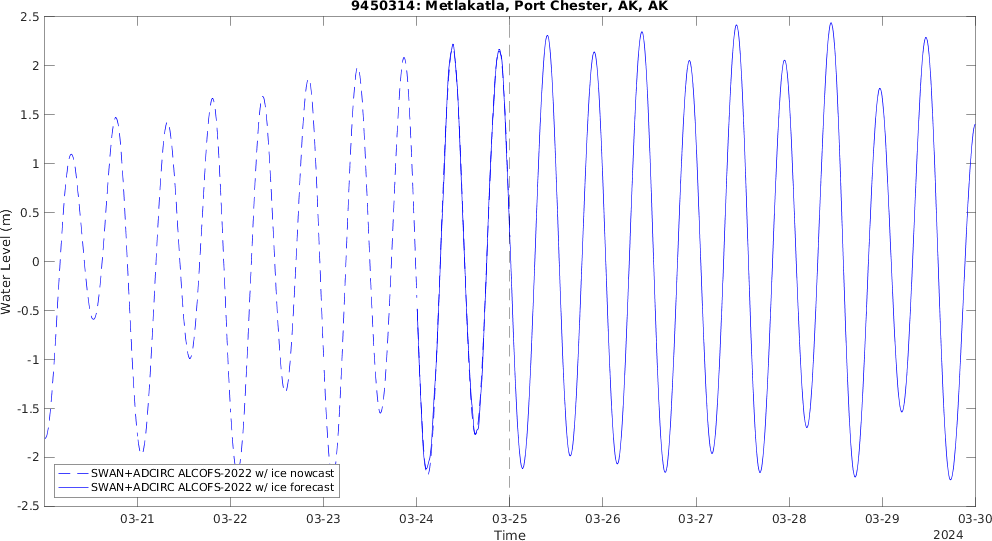 9450314: Metlakatla, Port Chester, AK, AK
Water Level (m)
2.5
2
1.5
1
0.5
0
-0.5
-1
-1.5
-2
-2.5
SWAN+ADCIRC ALCOFS-2022 w/ ice nowcast
SWAN+ADCIRC ALCOFS-2022 w/ ice forecast
03-21 03-22 03-23 03-24 03-25 03-26 03-27 03-28 03-29 03-30
Time
2024